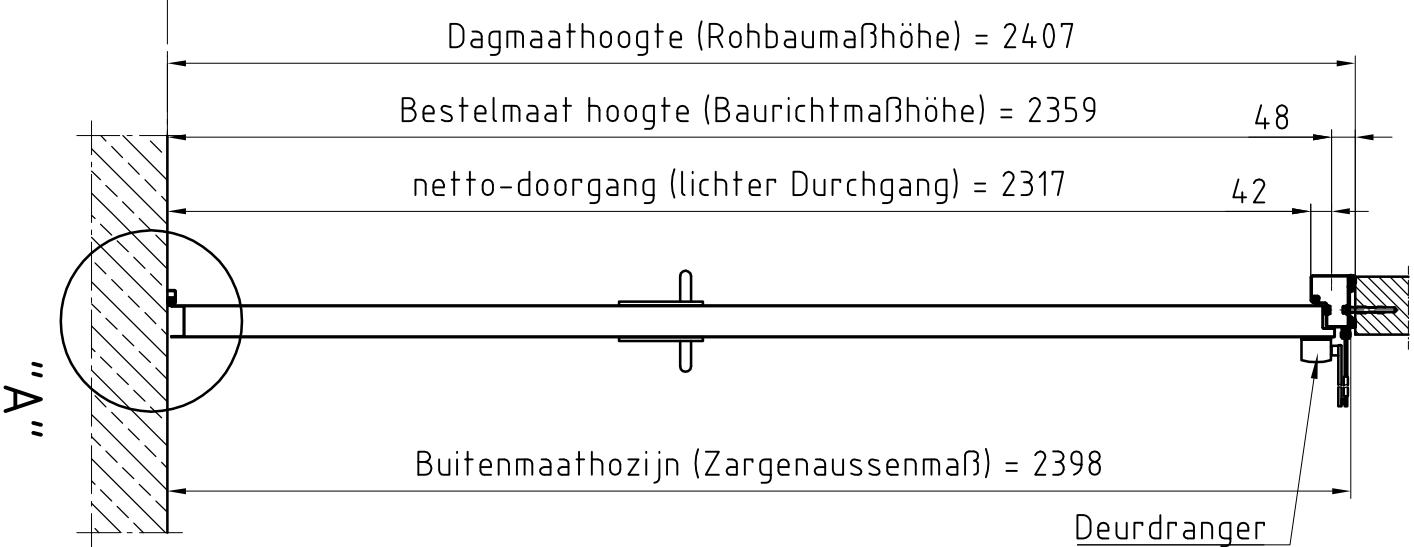 Dagmaathoogte (Rohbaumaßhöhe) = 2407
Bestelmaat hoogte (Baurichtmaßhöhe) = 2359
48
netto-doorgang (lichter Durchgang) = 2317
42
"A"
Buitenmaathozijn (Zargenaussenmaß) = 2398
Deurdranger